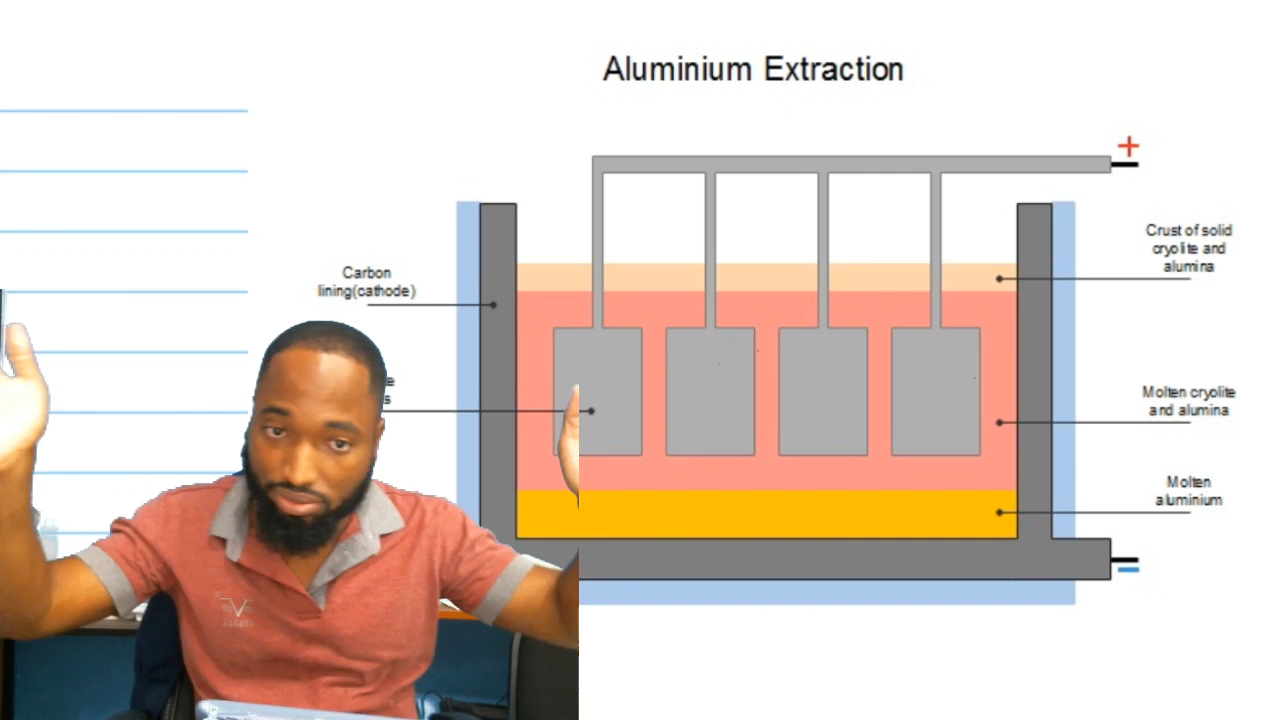 Aluminium Extraction
+
Crust of solid
cryolite and
alumina
Carbon
lining(cathode)
e
s
Molten cryolite
and alumina
Molten
aluminium
−
V